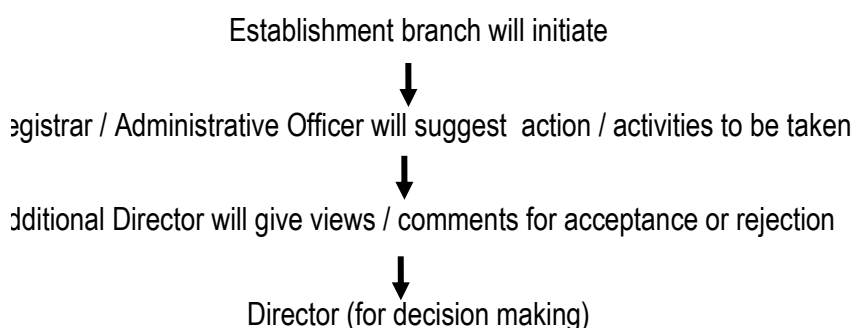 Establishment branch will initiate
egistrar / Administrative Officer will suggest action / activities to be taken
dditional Director will give views / comments for acceptance or rejection
Director (for decision making)